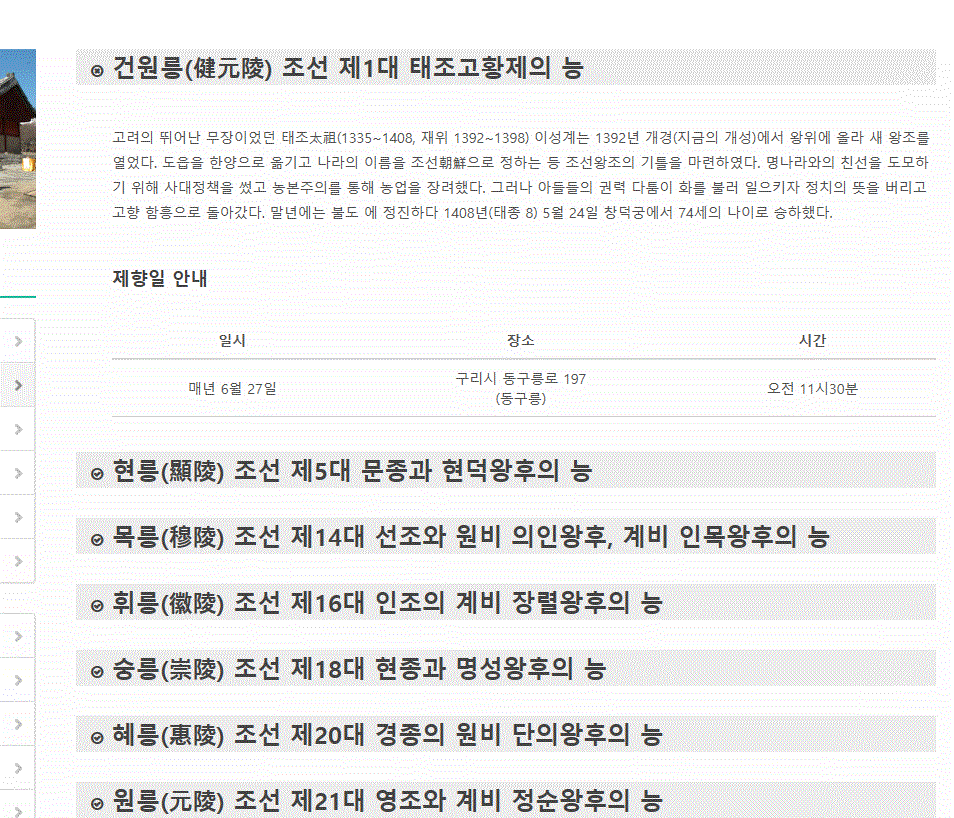 건원릉(健元陵) 조선 제1대 태조고황제의 능
고려의 뛰어난 무장이었던 태조太祖(1335~1408, 재위 1392~1398) 이성계는 1392년 개경(지금의 개성)에서 왕위에 올라 새 왕조를
열었다. 도읍을 한양으로 옮기고 나라의 이름을 조선朝鮮으로 정하는 등 조선왕조의 기틀을 마련하였다. 명나라와의 친선을 도모하
기 위해 사대정책을 썼고 농본주의를 통해 농업을 장려했다. 그러나 아들들의 권력 다툼이 화를 불러 일으키자 정치의 뜻을 버리고
고향 함흥으로 돌아갔다. 말년에는 불도 에 정진하다 1408년(태종 8) 5월 24일 창덕궁에서 74세의 나이로 승하했다.
제향일 안내
일시 장소 시간
매년 6월 27일 구리시 동구릉로 197 오전 11시30분
(동구릉)
현릉(顯陵) 조선 제5대 문종과 현덕왕후의 능
목릉(穆陵) 조선 제14대 선조와 원비 의인왕후, 계비 인목왕후의 능
휘릉(徽陵) 조선 제16대 인조의 계비 장렬왕후의 능
숭릉(崇陵) 조선 제18대 현종과 명성왕후의 능
혜릉(惠陵) 조선 제20대 경종의 원비 단의왕후의 능
원릉(元陵) 조선 제21대 영조와 계비 정순왕후의 능